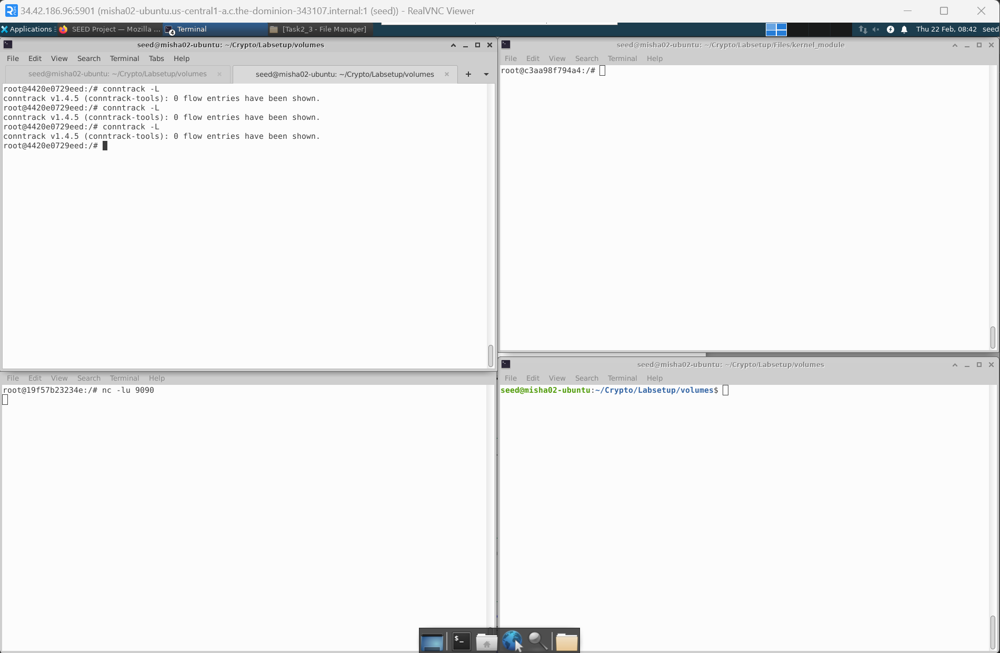 34.42.186.96:5901 (misha02-ubuntu.us-central1-a.c.the-dominion-343107.internal:1 (seed)) - RealVNC Viewer
Applications SEED Project — Mozilla ... 4 Terminal [Task2_3 - File Manager] Thu 22 Feb, 08:42 seed
seed@misha02-ubuntu: ~/Crypto/Labsetup/volumes
File Edit View Search Terminal Tabs Help
seed@misha02-ubuntu: ~/Crypto/Labsetup/volumes × seed@misha02-ubuntu: ~/Crypto/Labsetup/volumes ×
root@4420e0729eed:/# conntrack -L
conntrack v1.4.5 (conntrack-tools): 0 flow entries have been shown.
root@4420e0729eed:/# conntrack -L
conntrack v1.4.5 (conntrack-tools): 0 flow entries have been shown.
root@4420e0729eed:/# conntrack -L
conntrack v1.4.5 (conntrack-tools): 0 flow entries have been shown.
root@4420e0729eed:/#
seed@misha02-ubuntu: ~/Crypto/Labsetup/Files/kernel_module
File Edit View Search Terminal Help
root@c3aa98f794a4:/#
File Edit View Search Terminal Help
root@19f57b23234e:/# nc -lu 9090
seed@misha02-ubuntu: ~/Crypto/Labsetup/volumes
File Edit View Search Terminal Help
seed@misha02-ubuntu:~/Crypto/Labsetup/volumes$
$_